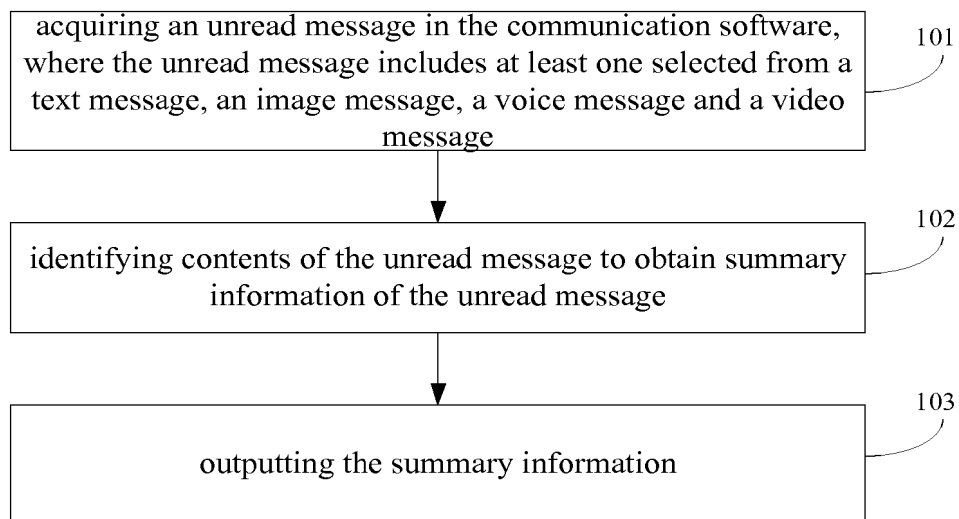 acquiring an unread message in the communication software,
where the unread message includes at least one selected from a
text message, an image message, a voice message and a video
message
101
identifying contents of the unread message to obtain summary
information of the unread message
102
outputting the summary information
103